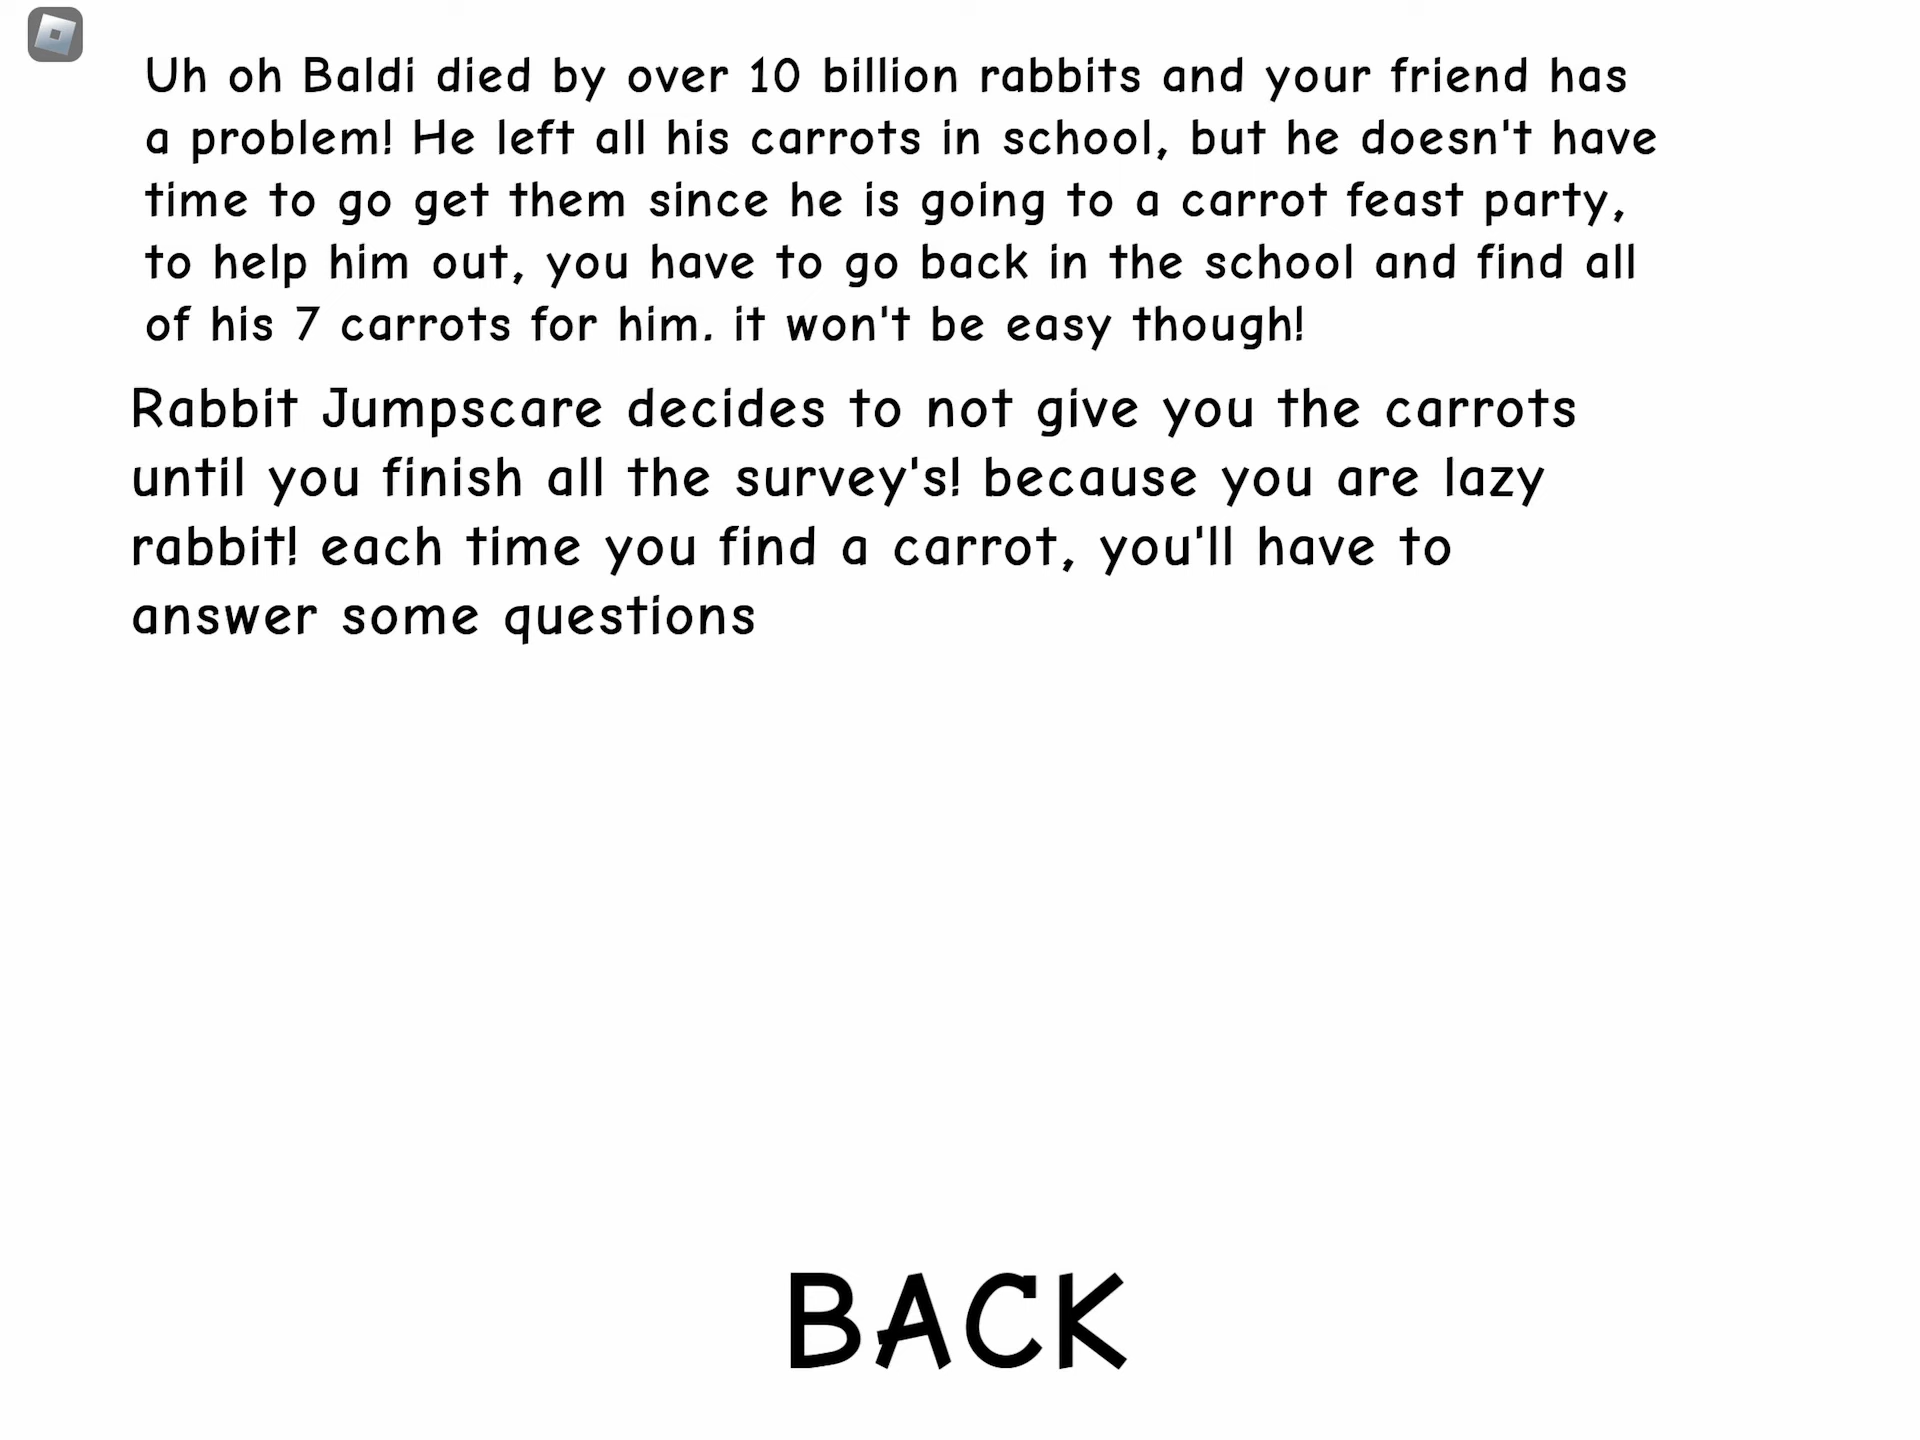 Uh oh Baldi died by over 10 billion rabbits and your friend has
a problem! He left all his carrots in school, but he doesn't have
time to go get them since he is going to a carrot feast party,
to help him out, you have to go back in the school and find all
of his 7 carrots for him. it won't be easy though!
Rabbit Jumpscare decides to not give you the carrots
until you finish all the survey's! because you are lazy
rabbit! each time you find a carrot, you'll have to
answer some questions
BACK